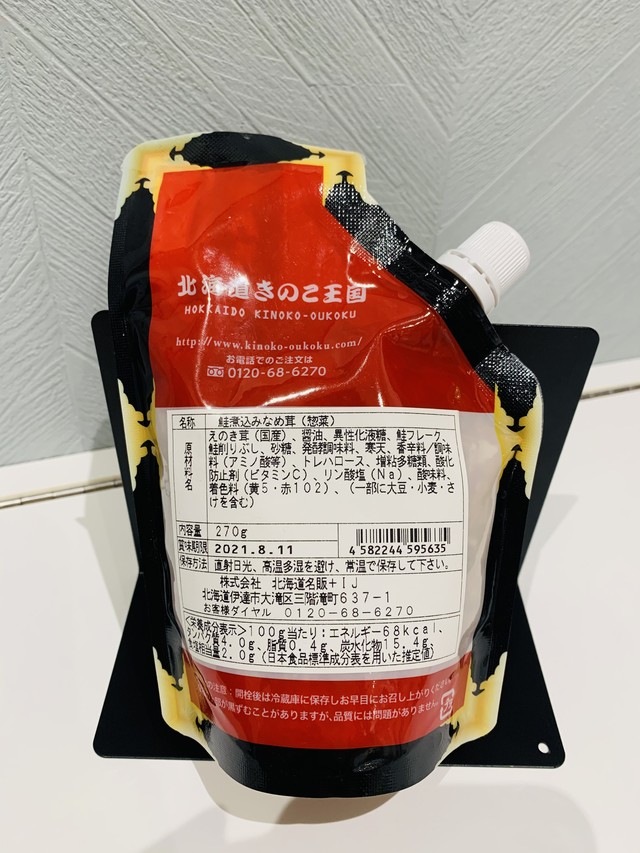 北海道きのこ王国
HOKKAIDO KINOKO-OUKOKU
http://www.kinoko-oukoku.com/
お電話でのご注文は
0120-68-6270
名称 鮭煮込みなめ茸(惣菜)
原材料名 えのき茸(国産)、醤油、異性化液糖、鮭フレーク、
鮭削りぶし、砂糖、発酵調味料、寒天、香辛料/調味
料(アミノ酸等)、トレハロース、増粘多糖類、酸化
防止剤(ビタミンC)、リン酸塩(Na)、酸味料、
着色料(黄5・赤102)、(一部に大豆・小麦・さ
けを含む)
内容量 270g
賞味期限 2021.8.11
4582244595635
保存方法 直射日光、高温多湿を避け、常温で保存して下さい。
株式会社 北海道名販+IJ
北海道伊達市大滝区三階滝町637-1
お客様ダイヤル 0120-68-6270
<栄養成分表示>100g当たり:エネルギー68kcal、
タンパク質4.0g、脂質0.4g、炭水化物15.4g、
食塩相当量2.0g(日本食品標準成分表を用いた推定値)
の注意:開栓後は冷蔵庫に保存しお早目にお召し上がりください。
が黒ずむことがありますが、品質には問題がありません。